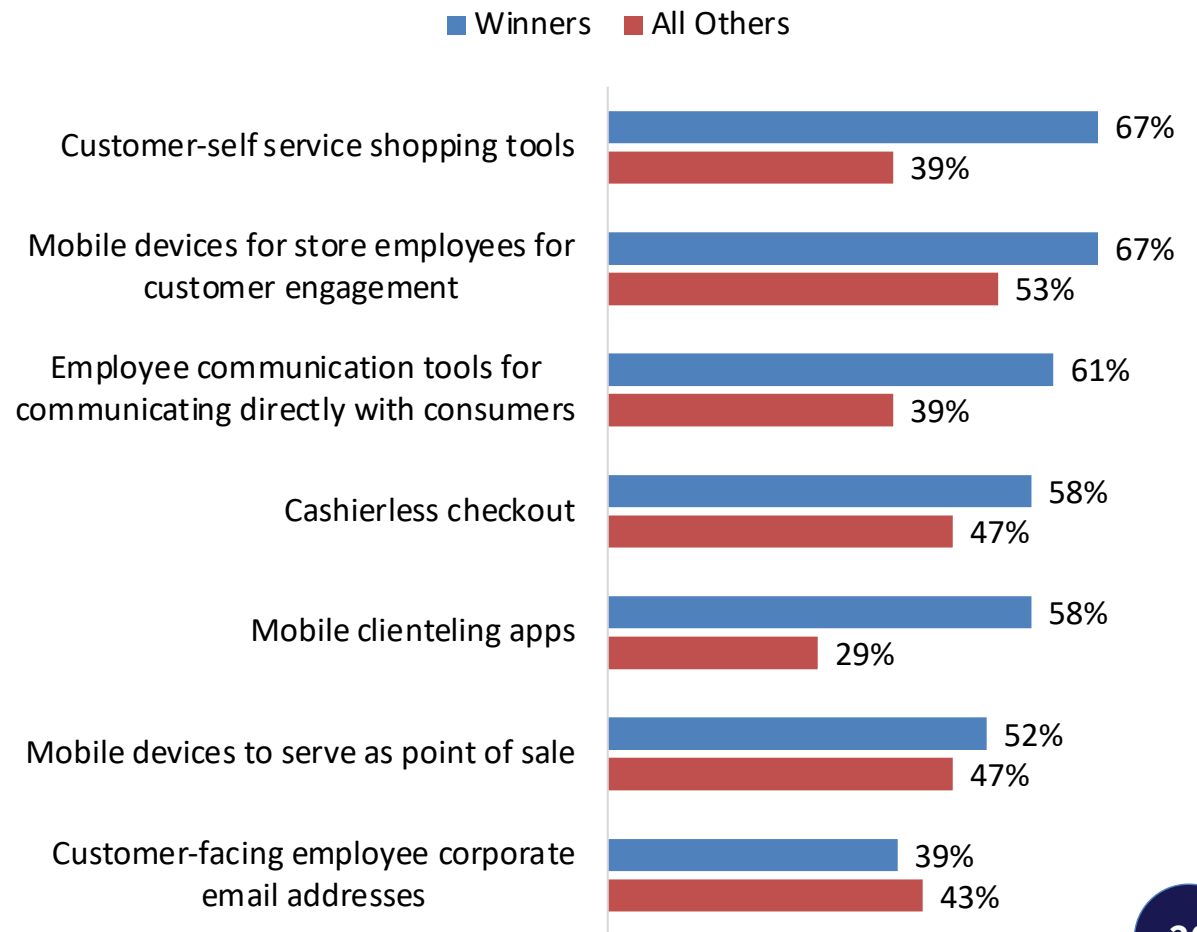 Winners All Others
Customer-self service shopping tools
67%
39%
Mobile devices for store employees for
customer engagement
67%
53%
Employee communication tools for
communicating directly with consumers
61%
39%
Cashierless checkout
58%
47%
Mobile clienteling apps
58%
29%
Mobile devices to serve as point of sale
52%
47%
Customer-facing employee corporate
email addresses
39%
43%